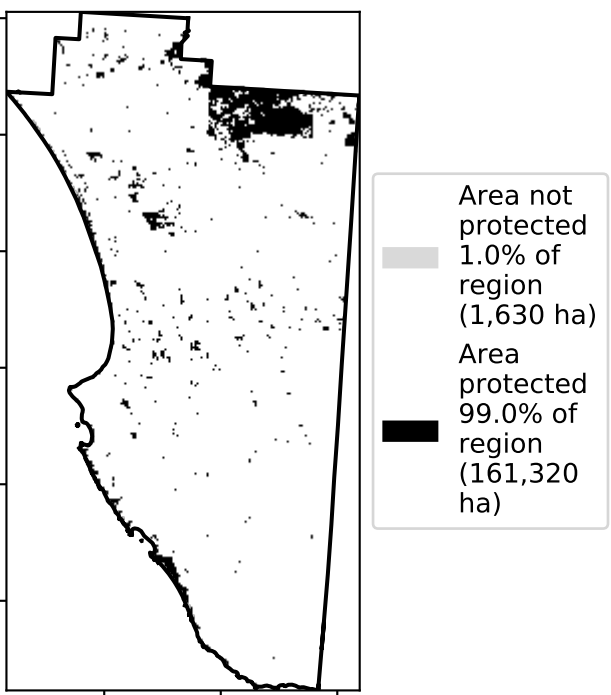 Area not
protected
1.0% of
region
(1,630 ha)
Area
protected
99.0% of
region
(161,320
ha)